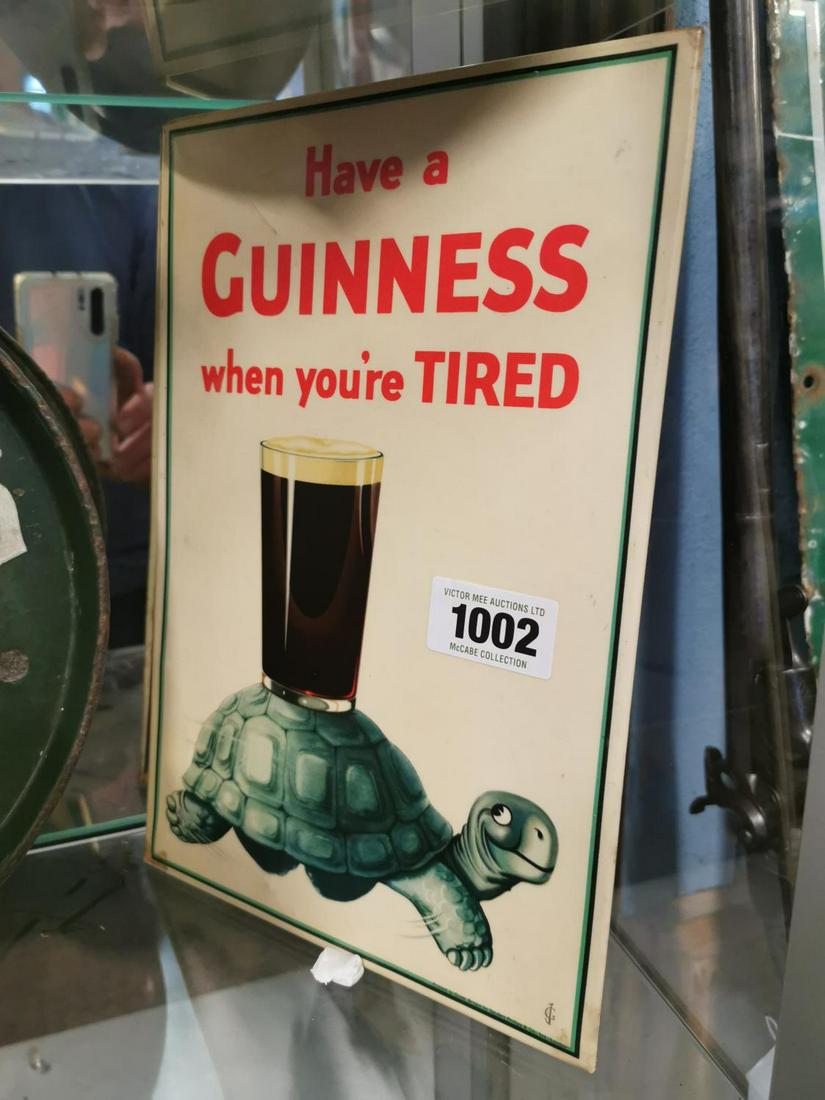 Have a
GUINNESS
when you're TIRED
VICTOR MEE AUCTIONS LTD
1002
McCABE COLLECTION